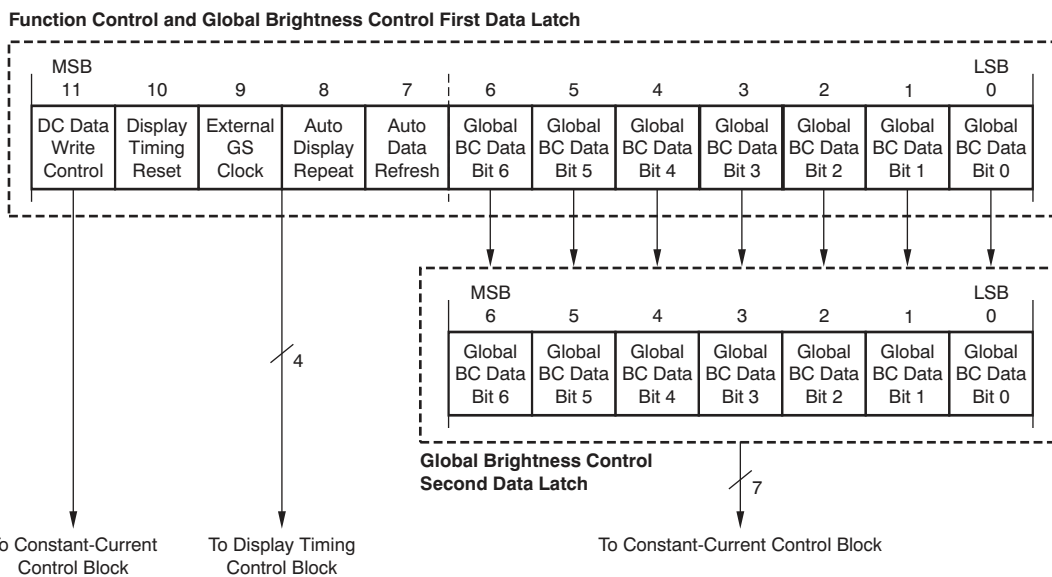 Function Control and Global Brightness Control First Data Latch
MSB LSB
11 10 9 8 7 6 5 4 3 2 1 0
DC Data Display External Auto Auto Global Global Global Global Global Global Global
Write Timing GS Display Data BC Data BC Data BC Data BC Data BC Data BC Data BC Data
Control Reset Clock Repeat Refresh Bit 6 Bit 5 Bit 4 Bit 3 Bit 2 Bit 1 Bit 0
MSB LSB
6 5 4 3 2 1 0
Global Global Global Global Global Global Global
BC Data BC Data BC Data BC Data BC Data BC Data BC Data
Bit 6 Bit 5 Bit 4 Bit 3 Bit 2 Bit 1 Bit 0
4
Global Brightness Control
Second Data Latch
7
o Constant-Current To Display Timing To Constant-Current Control Block
Control Block Control Block